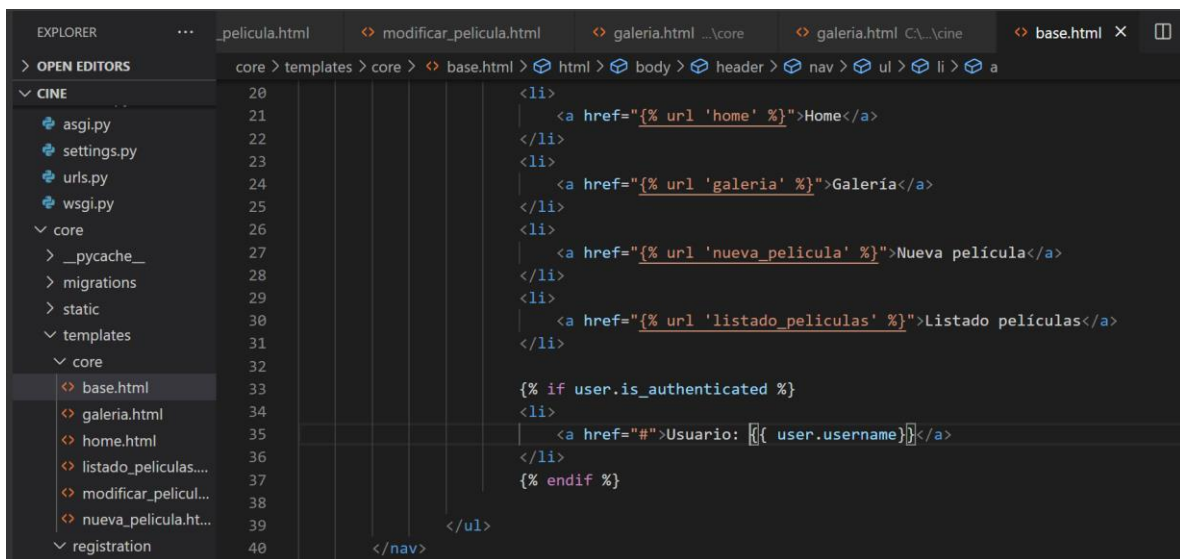 EXPLORER ... _pelicula.html modificar_pelicula.html galeria.html ...\core galeria.html C:\...\cine base.html
OPEN EDITORS
core > templates > core > base.html > html > body > header > nav > ul > li > a
CINE
asgi.py
settings.py
urls.py
wsgi.py
core
__pycache__
migrations
static
templates
core
base.html
galeria.html
home.html
listado_peliculas....
modificar_pelicul...
nueva_pelicula.ht...
registration
20 <li>
21 <a href="{% url 'home' %}">Home</a>
22 </li>
23 <li>
24 <a href="{% url 'galeria' %}">Galería</a>
25 </li>
26 <li>
27 <a href="{% url 'nueva_pelicula' %}">Nueva película</a>
28 </li>
29 <li>
30 <a href="{% url 'listado_peliculas' %}">Listado películas</a>
31 </li>
32
33 {% if user.is_authenticated %}
34 <li>
35 <a href="#">Usuario: {{ user.username}}</a>
36 </li>
37 {% endif %}
38
39 </ul>
40 </nav>